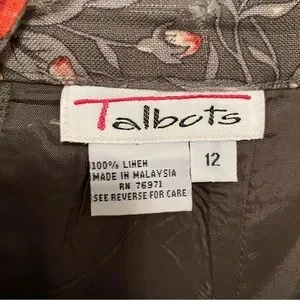 Talbots
100% LINEN
MADE IN MALAYSIA
RN 76971
SEE REVERSE FOR CARE
12